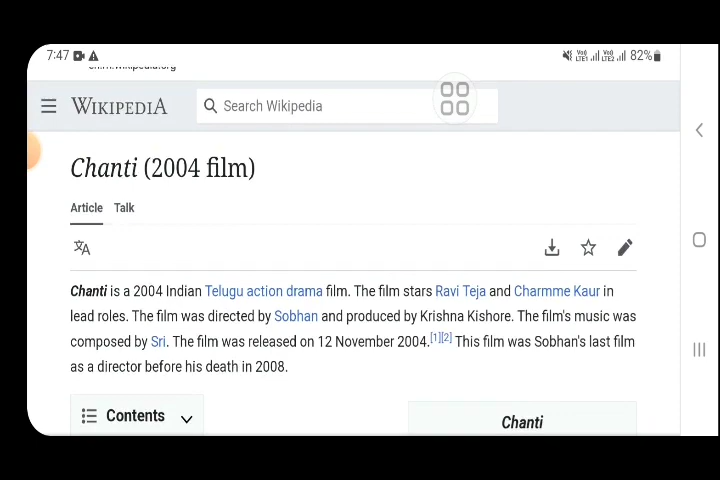 7:47 82%
en.m.wikipedia.org
WIKIPEDIA Search Wikipedia
Chanti (2004 film)
Article Talk
Chanti is a 2004 Indian Telugu action drama film. The film stars Ravi Teja and Charmme Kaur in
lead roles. The film was directed by Sobhan and produced by Krishna Kishore. The film's music was
composed by Sri. The film was released on 12 November 2004.[1][2] This film was Sobhan's last film
as a director before his death in 2008.
Contents
Chanti